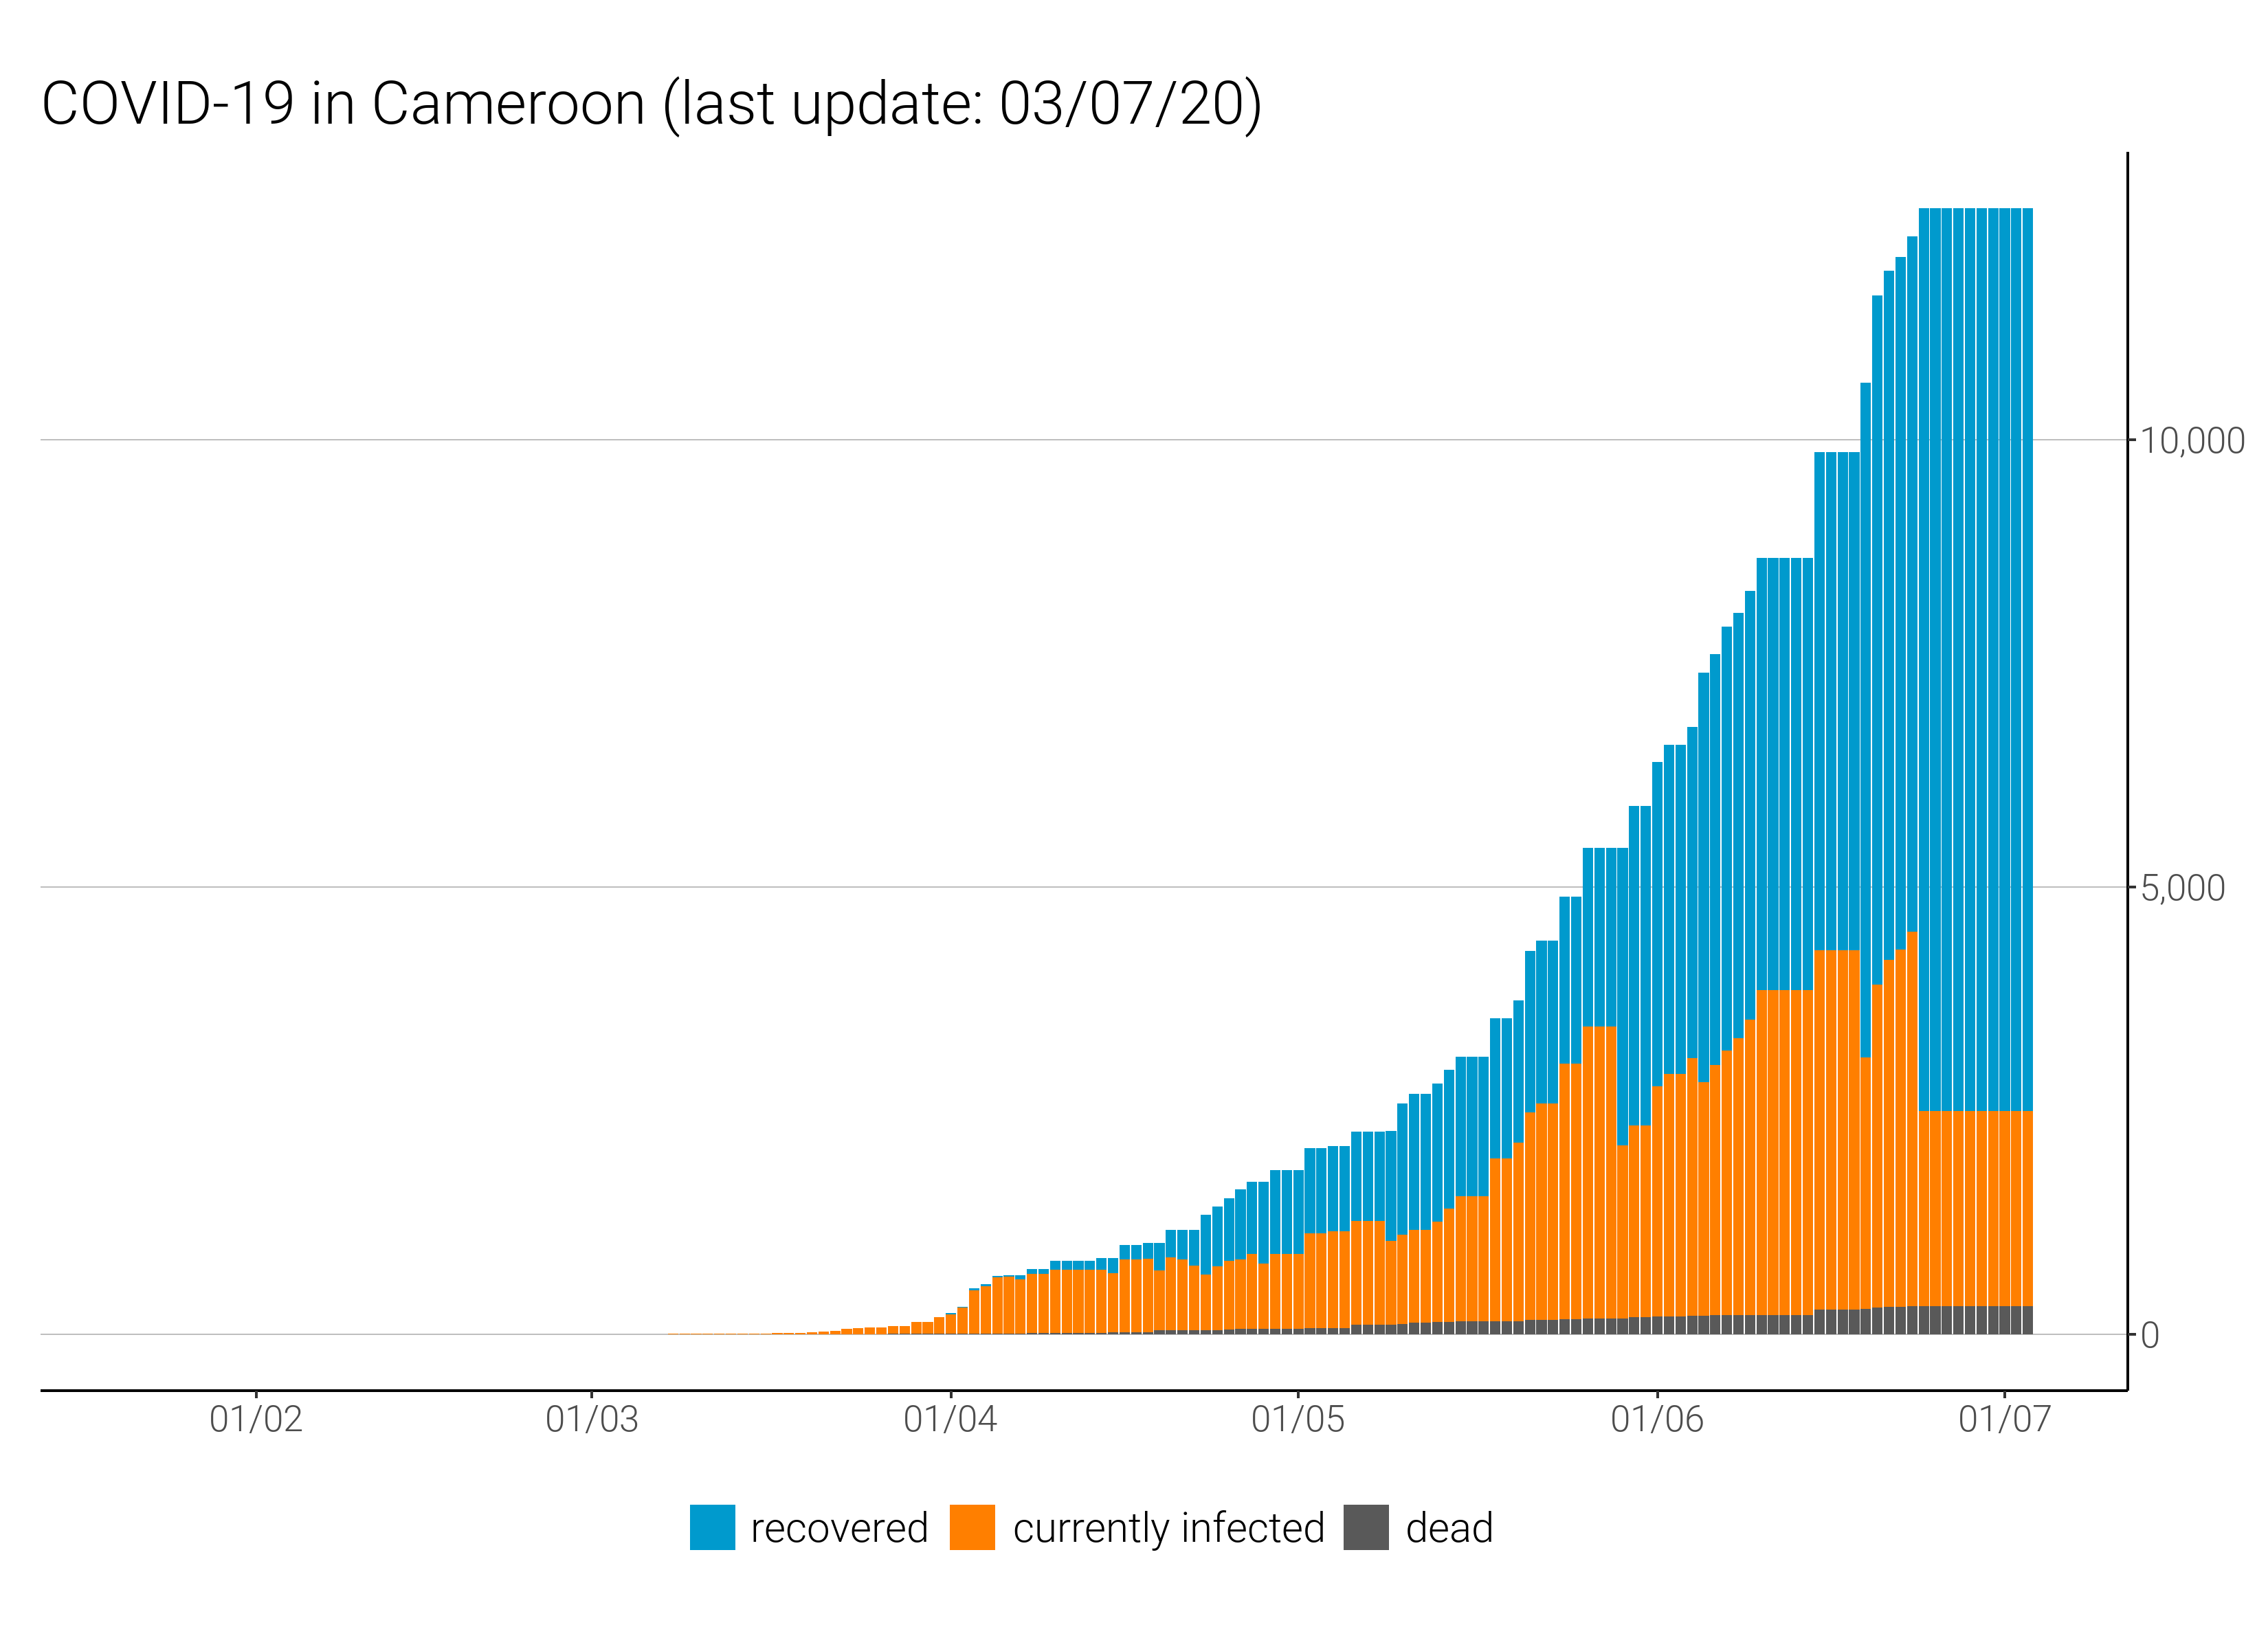 COVID-19 in Cameroon (last update: 03/07/20)
10,000
5,000
0
01/02 01/03 01/04 01/05 01/06 01/07
recovered currently infected dead